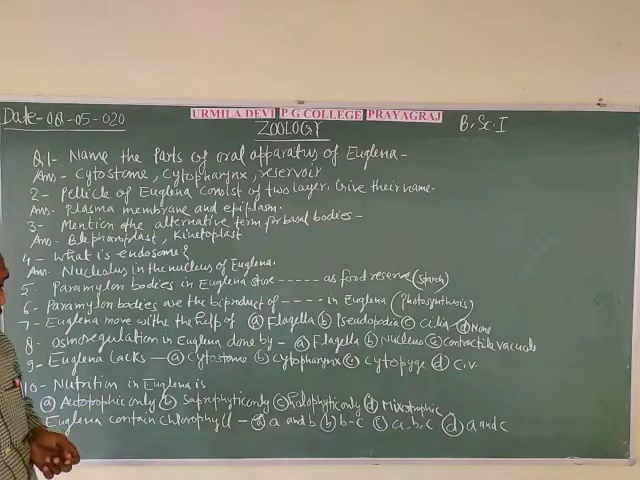 Date-08-05-020
URMILA DEVI P G COLLEGE PRAYAGRAJ
ZOOLOGY
B.Sc.I
Q1- Name the Parts of oral apparatus of Euglena-
Ans- Cytostome, Cytopharynx, reservoir
2- Pellicle of Euglena consist of two layer. Give their name.
Ans. Plasma membrane and epiplasm.
3- Mention the alternative term for basal bodies-
Ans- Blepharoplast, Kinetoplast
4- What is endosome?
Ans. Nucleolus in the nucleus of Euglena.
5. Paramylon bodies in Euglena store ----- as food reserve (Starch)
6- Paramylon bodies are the biproduct of ---- in Euglena (Photosynthesis)
7- Euglena move withe the help of (a) Flagella (b) Pseudopodia (c) cilia (d) None
8- Osmoregulation in Euglena done by - (a) Flagella (b) Nucleus (c) Contractile vacuole
9- Euglena lacks - (a) Cytostome (b) Cytopharynx (c) Cytopyge (d) C.V.
10- Nutrition in Euglena is
(a) Autotrophic only (b) Saprophytic only (c) holophytic only (d) Mixotrophic
Euglena contain chlorophyll - (a) a and b (b) b-c (c) a,b,c (d) a and c